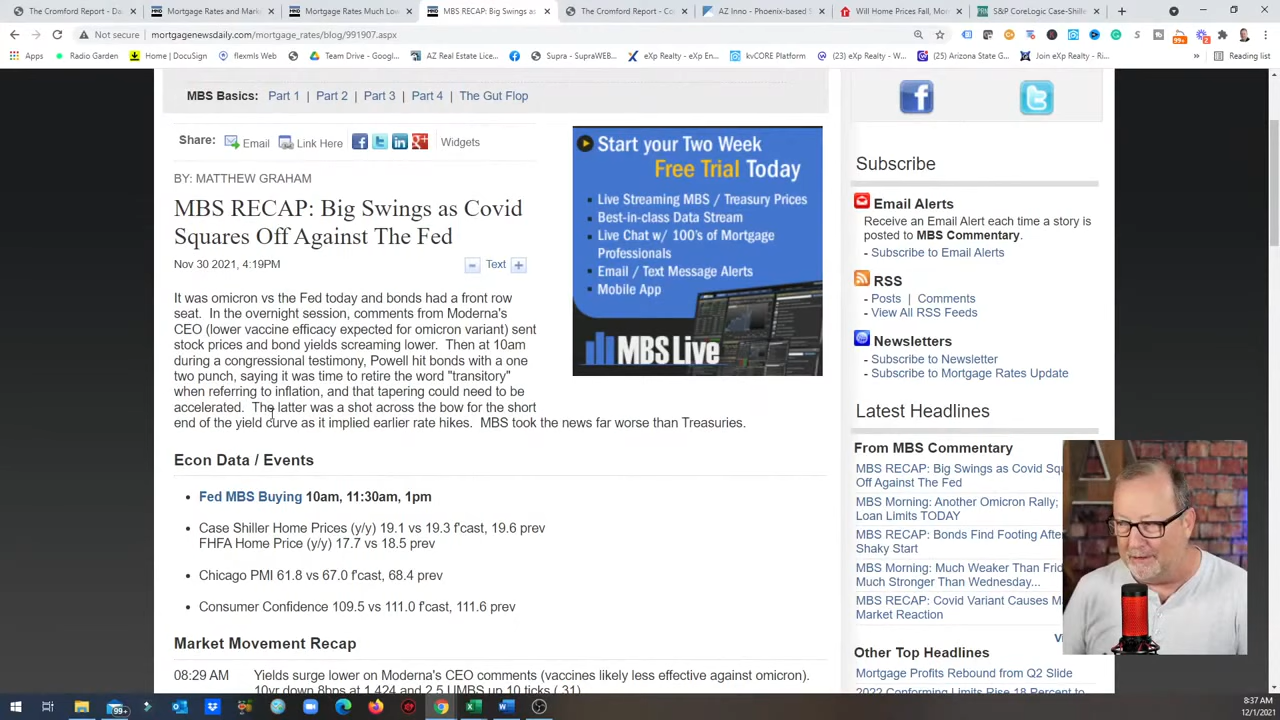 The Cromford Report - Arizona's
Mortgage News Daily - Mortgage
Mortgage Rates Much Low
MBS RECAP: Big Swings as
The Cromford Report - C
AZ Inno - Phoenix-based S
Will Home Prices Fall, Mor
S&P CoreLogic Case-Shil
Not secure | mortgagenewsdaily.com/mortgage_rates/blog/991907.aspx
Apps Radio Garden Home | DocuSign flexmls Web Team Drive - Googl... AZ Real Estate Lice... Supra - SupraWEB... eXp Realty - eXp En... kvCORE Platform (23) eXp Realty - W... (25) Arizona Agent... Join eXp Realty - Ri... » Reading list
MBS Basics: Part 1 | Part 2 | Part 3 | Part 4 | The Gut Flop
Share: Email Link Here Widgets
BY: MATTHEW GRAHAM
MBS RECAP: Big Swings as Covid
Squares Off Against The Fed
Nov 30 2021, 4:19PM
- Text +
It was omicron vs the Fed today and bonds had a front row
seat. In the overnight session, comments from Moderna's
CEO (lower vaccine efficacy expected for omicron variant) sent
stock prices and bond yields screaming lower. Then at 10am
during a congressional testimony, Powell hit bonds with a one
two punch, saying it was time to retire the word "transitory"
when referring to inflation, and that tapering could need to be
accelerated. The latter was a shot across the bow for the short
end of the yield curve as it implied earlier rate hikes. MBS took the news far worse than Treasuries.
Econ Data / Events
• Fed MBS Buying 10am, 11:30am, 1pm
• Case Shiller Home Prices (y/y) 19.1 vs 19.3 f'cast, 19.6 prev
FHFA Home Price (y/y) 17.7 vs 18.5 prev
• Chicago PMI 61.8 vs 67.0 f'cast, 68.4 prev
• Consumer Confidence 109.5 vs 111.0 f'cast, 111.6 prev
Market Movement Recap
08:29 AM Yields surge lower on Moderna's CEO comments (vaccines likely less effective against omicron).
Start your Two Week
Free Trial Today
Live Streaming MBS / Treasury Prices
Best-in-class Data Stream
Live Chat w/ 100's of Mortgage
Professionals
Email / Text Message Alerts
Mobile App
MBS Live
Subscribe
Email Alerts
Receive an Email Alert each time a story is
posted to MBS Commentary.
- Subscribe to Email Alerts
RSS
Posts | Comments
- View All RSS Feeds
Newsletters
- Subscribe to Newsletter
- Subscribe to Mortgage Rates Update
Latest Headlines
From MBS Commentary
MBS RECAP: Big Swings as Covid Squ
Off Against The Fed
MBS Morning: Another Omicron Rally;
Loan Limits TODAY
MBS RECAP: Bonds Find Footing After
Shaky Start
MBS Morning: Much Weaker Than Frid
Much Stronger Than Wednesday...
MBS RECAP: Covid Variant Causes M
Market Reaction
Other Top Headlines
Mortgage Profits Rebound from Q2 Slide
2022 Conforming Limits Rise 18 Percent to
8:37 AM
12/1/2021